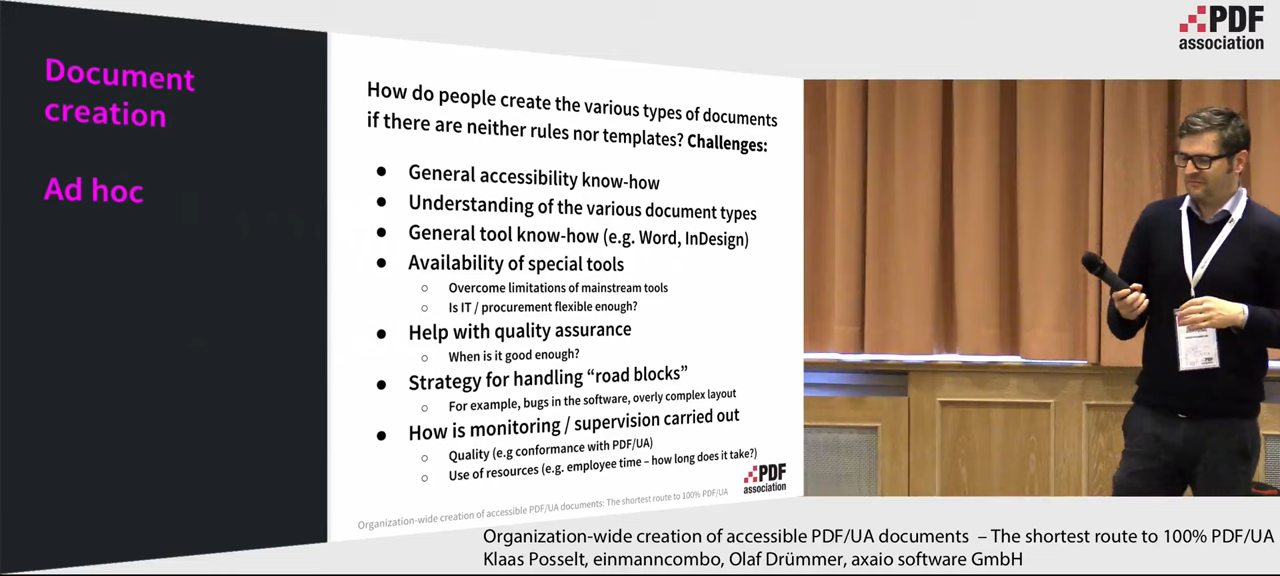 Document
creation
Ad hoc
How do people create the various types of documents
if there are neither rules nor templates? Challenges:
● General accessibility know-how
● Understanding of the various document types
● General tool know-how (e.g. Word, InDesign)
● Availability of special tools
○ Overcome limitations of mainstream tools
○ Is IT / procurement flexible enough?
● Help with quality assurance
○ When is it good enough?
● Strategy for handling “road blocks”
○ For example, bugs in the software, overly complex layout
● How is monitoring / supervision carried out
○ Quality (e.g conformance with PDF/UA)
○ Use of resources (e.g. employee time – how long does it take?)
PDF
association
Organization-wide creation of accessible PDF/UA documents: The shortest route to 100% PDF/UA
PDF
association
Organization-wide creation of accessible PDF/UA documents – The shortest route to 100% PDF/UA
Klaas Posselt, einmanncombo, Olaf Drümmer, axaio software GmbH